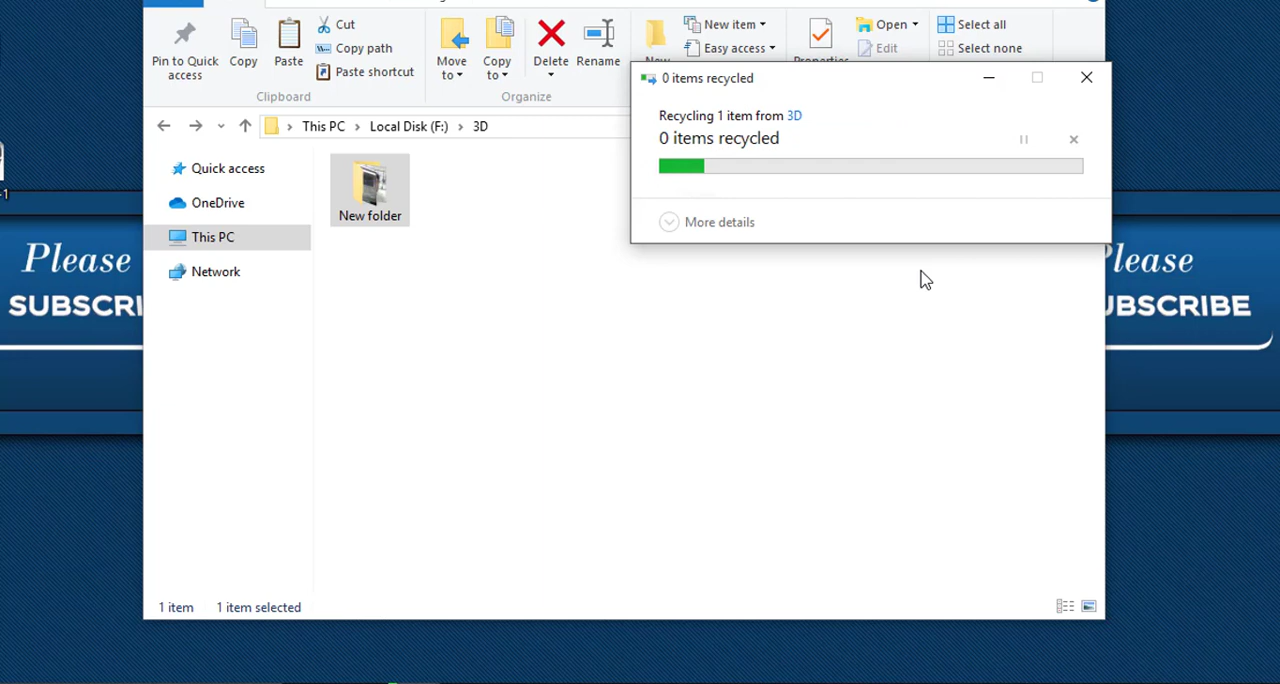 Cut
Copy path
Paste shortcut
Pin to Quick access
Copy
Paste
Clipboard
Move to
Copy to
Delete
Rename
Organize
New item
Easy access
Open
Edit
Select all
Select none
0 items recycled
Recycling 1 item from 3D
0 items recycled
More details
This PC > Local Disk (F:) > 3D
Quick access
OneDrive
This PC
Network
New folder
Please
SUBSCRI
Please
UBSCRIBE
1 item
1 item selected